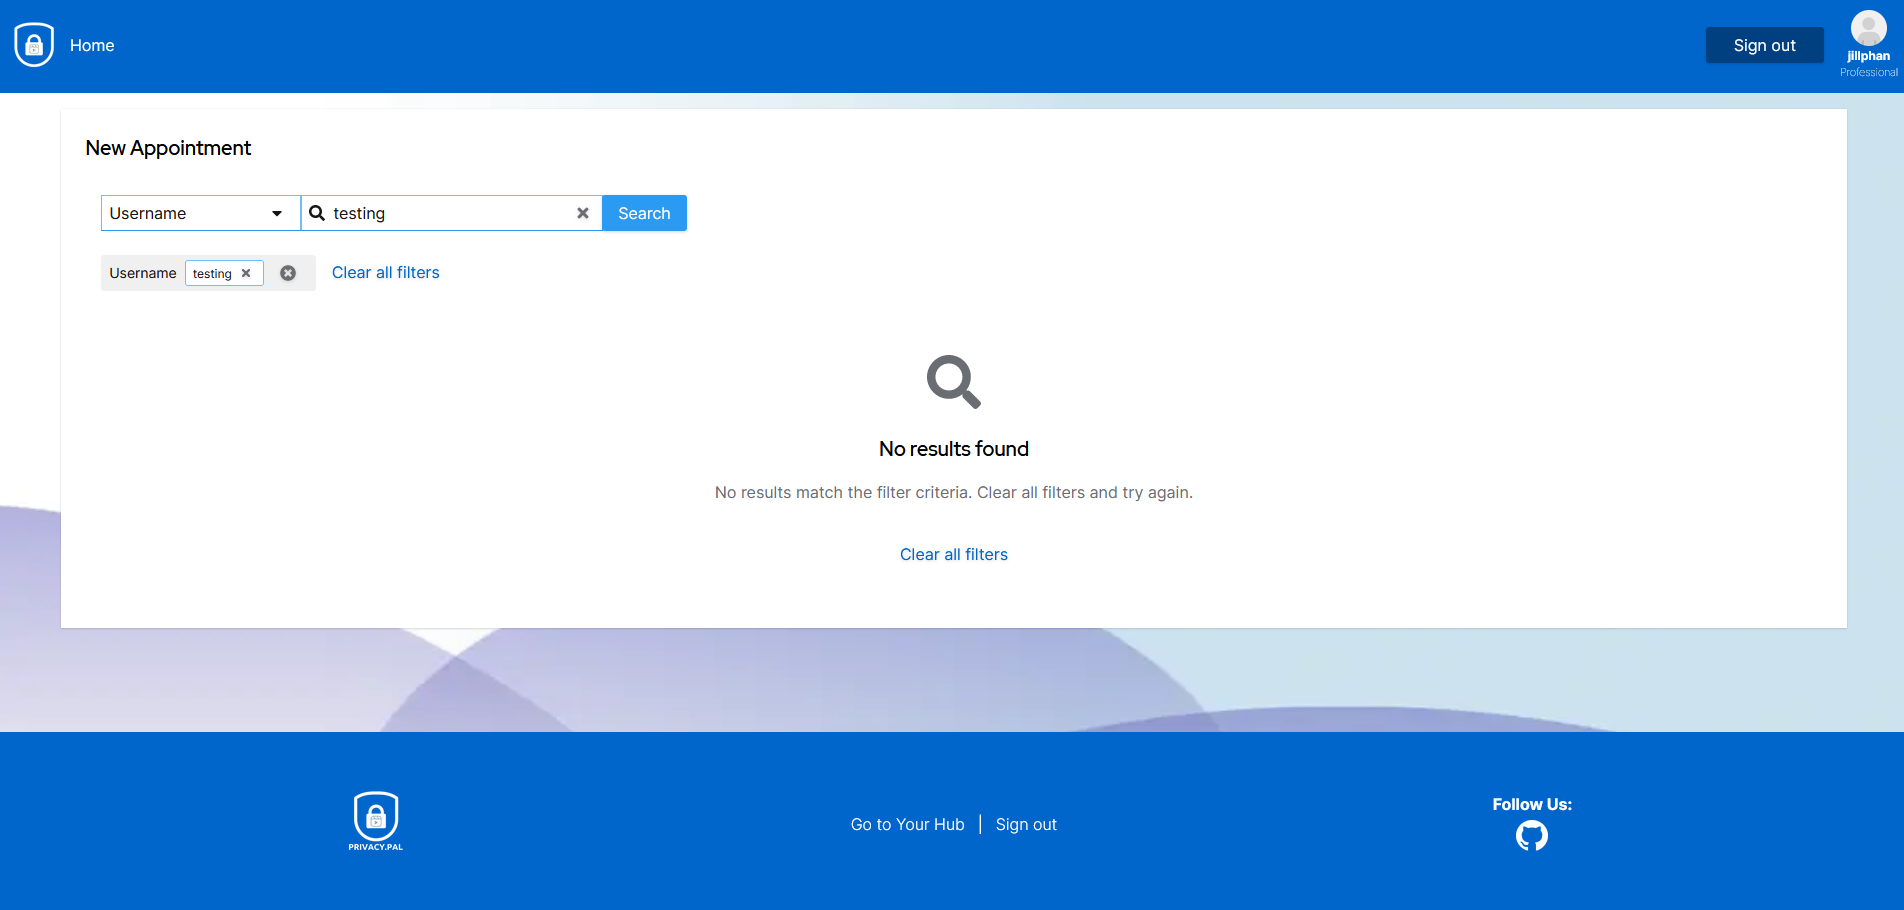 Home
Sign out
jillphan
Professional
New Appointment
Username
testing
Search
Username testing
Clear all filters
No results found
No results match the filter criteria. Clear all filters and try again.
Clear all filters
PRIVACY.PAL
Go to Your Hub | Sign out
Follow Us: